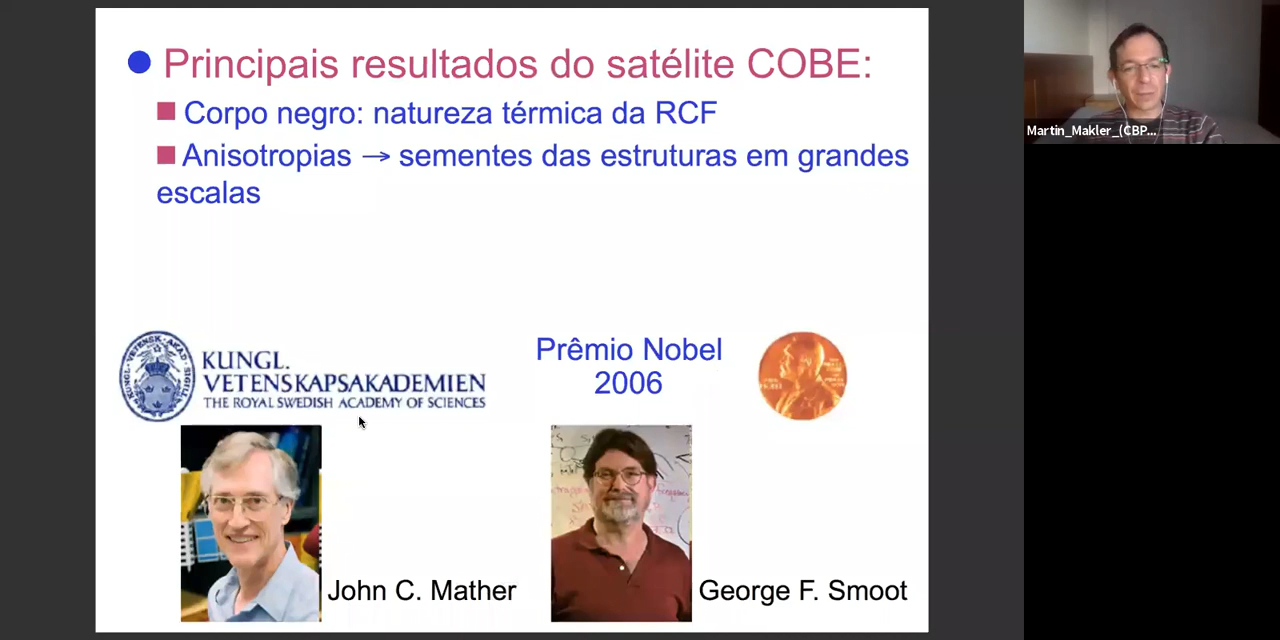 Principais resultados do satélite COBE:
Corpo negro: natureza térmica da RCF
Anisotropias → sementes das estruturas em grandes
escalas
Martin_Makler_(CBP...
KUNGL.
VETENSKAPSAKADEMIEN
THE ROYAL SWEDISH ACADEMY OF SCIENCES
Prêmio Nobel
2006
John C. Mather
George F. Smoot